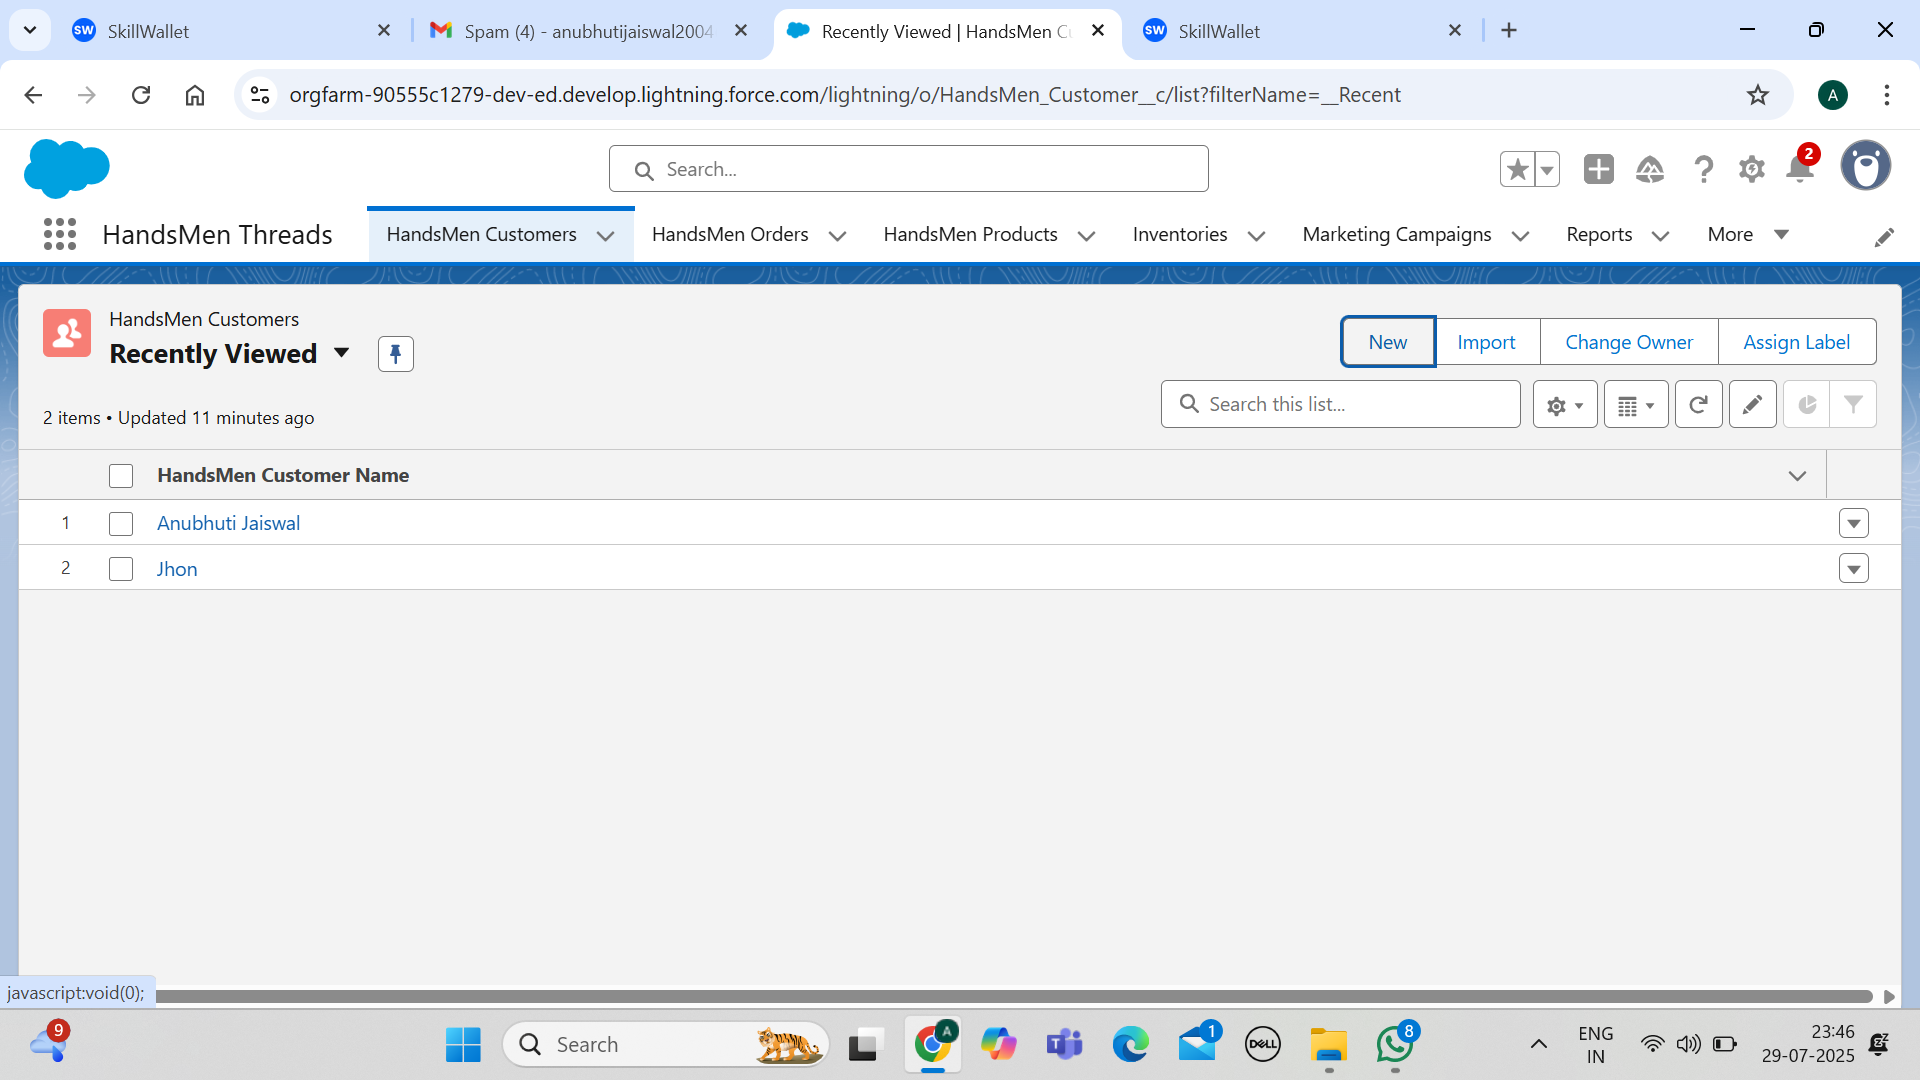 SkillWallet
Spam (4) - anubhutijaiswal2004
Recently Viewed | HandsMen Cu
SkillWallet
orgfarm-90555c1279-dev-ed.develop.lightning.force.com/lightning/o/HandsMen_Customer__c/list?filterName=__Recent
A
Search...
2
HandsMen Threads
HandsMen Customers
HandsMen Orders
HandsMen Products
Inventories
Marketing Campaigns
Reports
More
HandsMen Customers
Recently Viewed
New
Import
Change Owner
Assign Label
2 items • Updated 11 minutes ago
Search this list...
HandsMen Customer Name
1 Anubhuti Jaiswal
2 Jhon
javascript:void(0);
9
Search
A
DELL
1
8
ENG
IN
23:46
29-07-2025